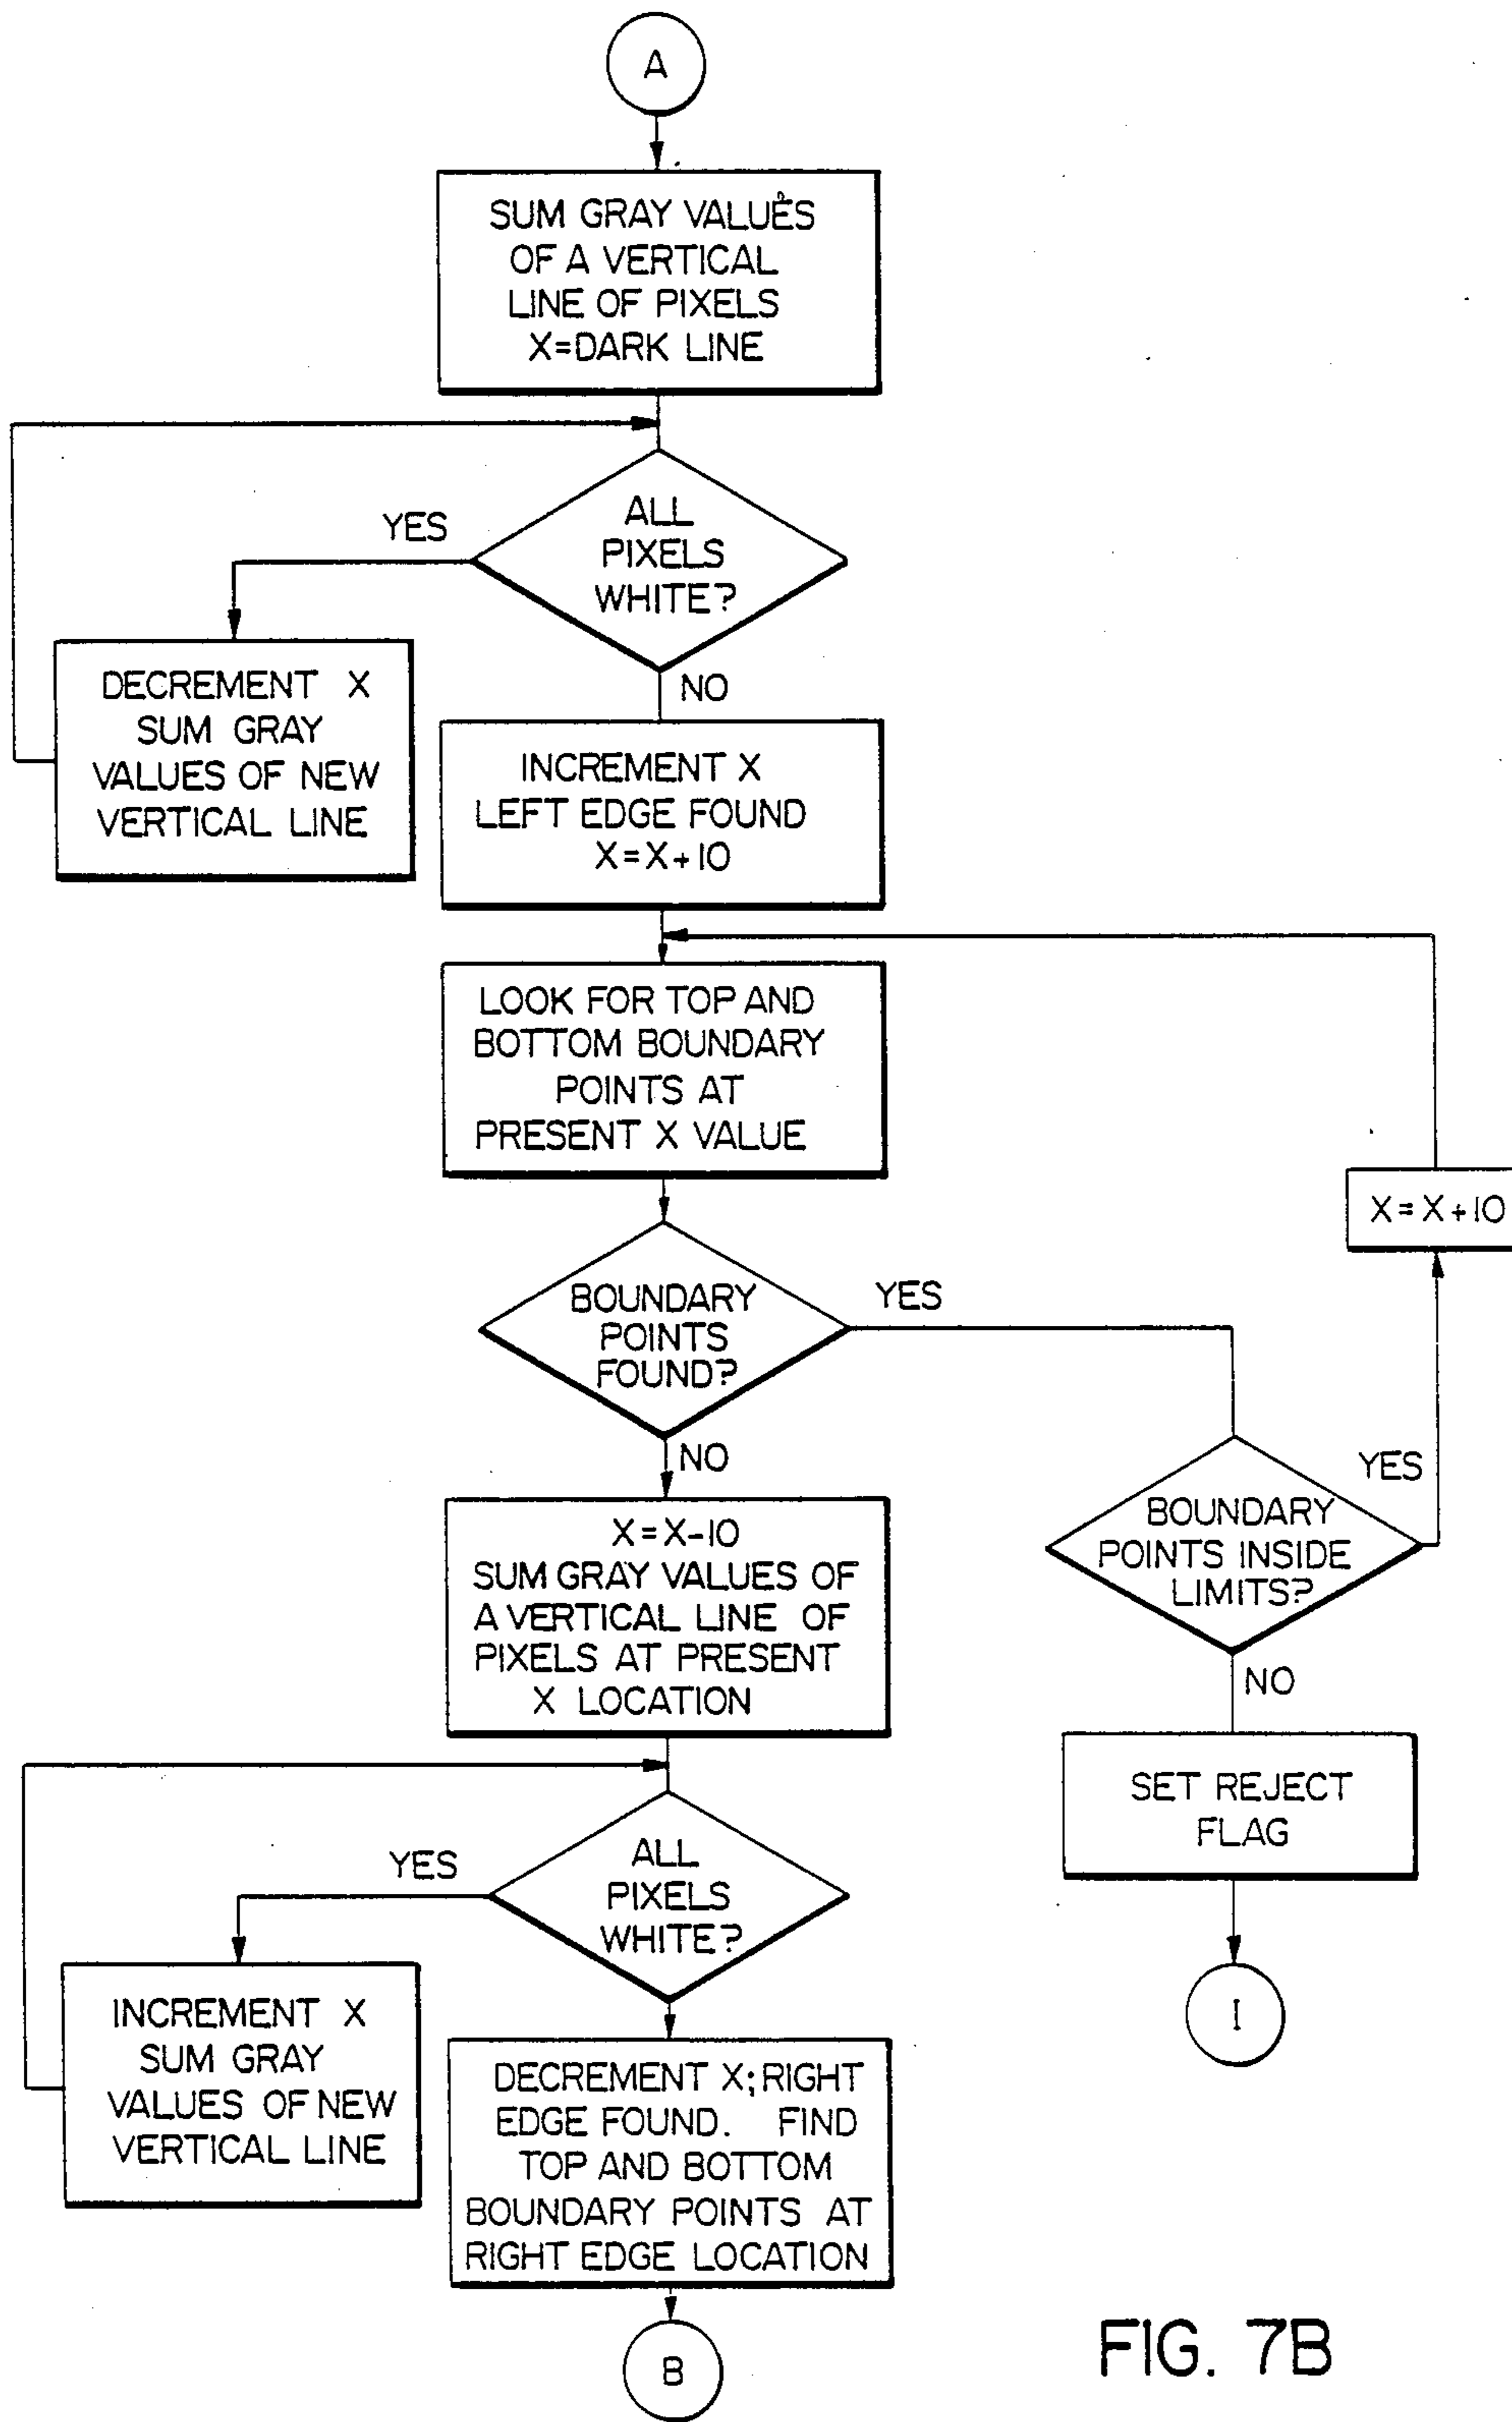 A
SUM GRAY VALUES
OF A VERTICAL
LINE OF PIXELS
X=DARK LINE
ALL
PIXELS
WHITE?
YES
DECREMENT X
SUM GRAY
VALUES OF NEW
VERTICAL LINE
NO
INCREMENT X
LEFT EDGE FOUND
X=X+10
LOOK FOR TOP AND
BOTTOM BOUNDARY
POINTS AT
PRESENT X VALUE
X=X+10
BOUNDARY
POINTS
FOUND?
YES
NO
BOUNDARY
POINTS INSIDE
LIMITS?
YES
NO
X=X-10
SUM GRAY VALUES OF
A VERTICAL LINE OF
PIXELS AT PRESENT
X LOCATION
SET REJECT
FLAG
I
ALL
PIXELS
WHITE?
YES
INCREMENT X
SUM GRAY
VALUES OF NEW
VERTICAL LINE
DECREMENT X; RIGHT
EDGE FOUND. FIND
TOP AND BOTTOM
BOUNDARY POINTS AT
RIGHT EDGE LOCATION
B
FIG. 7B